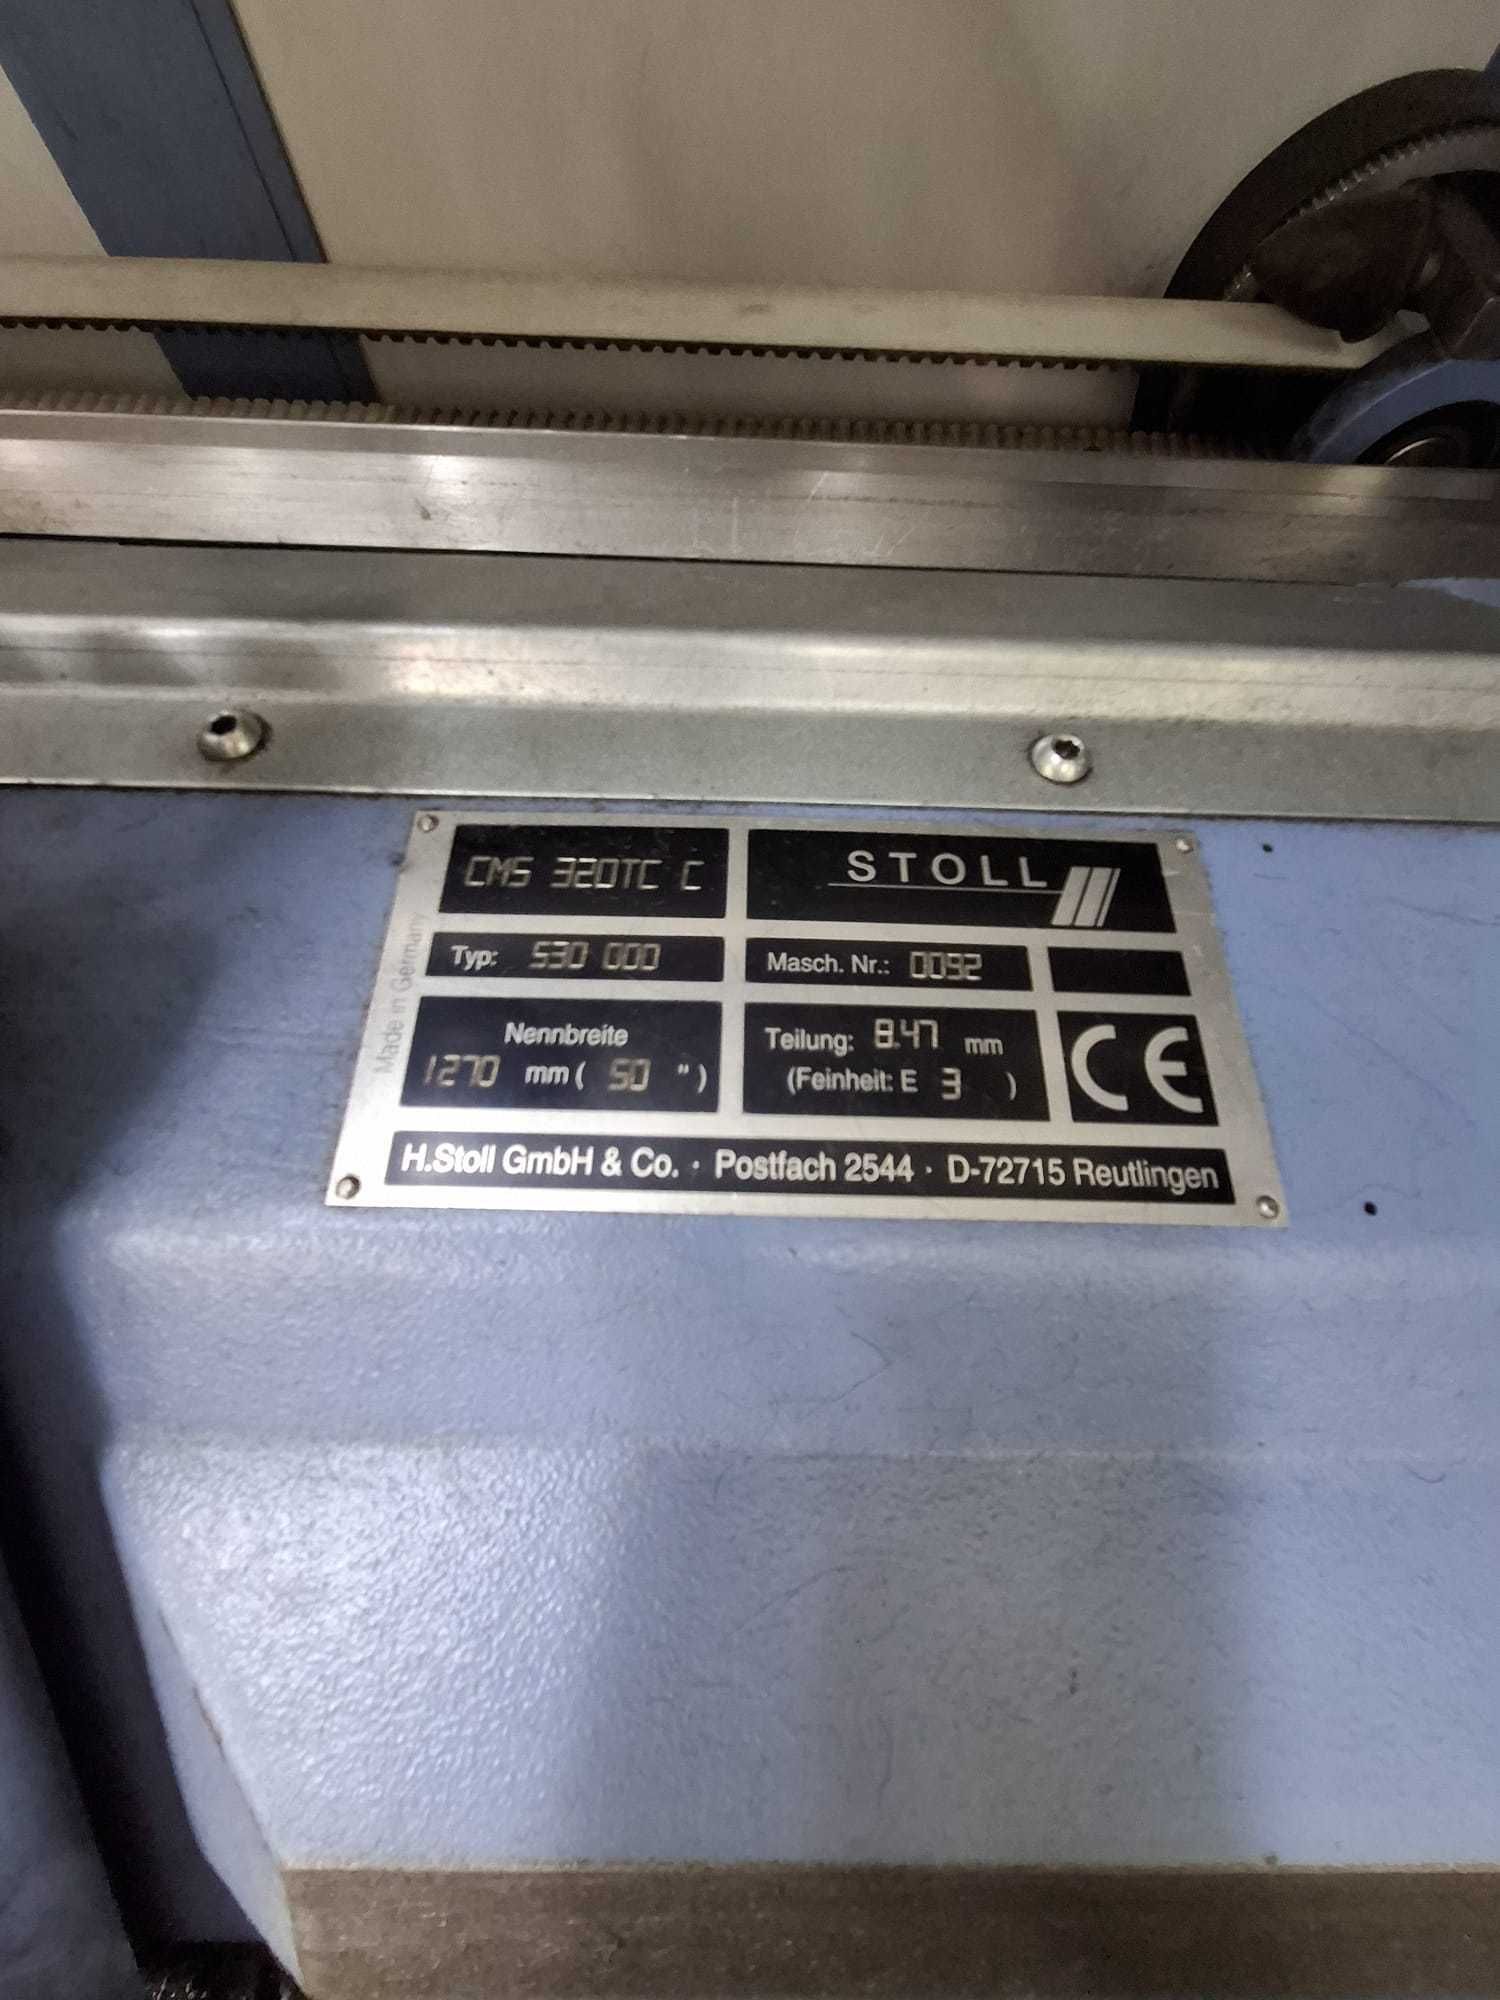 CMS 320TC C
STOLL
Typ: 530 000
Masch. Nr.: 0092
Nennbreite
1270 mm ( 50 ")
Teilung: 8.47 mm
(Feinheit: E 3 )
CE
Made in Germany
H.Stoll GmbH & Co. · Postfach 2544 · D-72715 Reutlingen